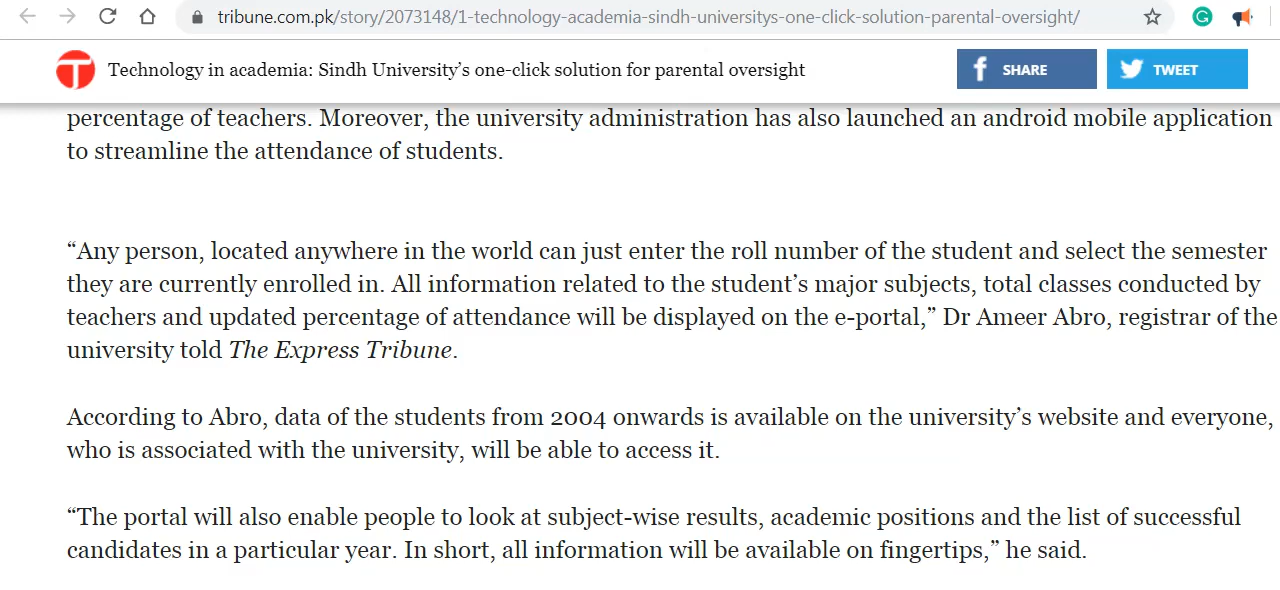 tribune.com.pk/story/2073148/1-technology-academia-sindh-universitys-one-click-solution-parental-oversight/
Technology in academia: Sindh University’s one-click solution for parental oversight
SHARE
TWEET
percentage of teachers. Moreover, the university administration has also launched an android mobile application
to streamline the attendance of students.
“Any person, located anywhere in the world can just enter the roll number of the student and select the semester
they are currently enrolled in. All information related to the student’s major subjects, total classes conducted by
teachers and updated percentage of attendance will be displayed on the e-portal,” Dr Ameer Abro, registrar of the
university told The Express Tribune.
According to Abro, data of the students from 2004 onwards is available on the university’s website and everyone,
who is associated with the university, will be able to access it.
“The portal will also enable people to look at subject-wise results, academic positions and the list of successful
candidates in a particular year. In short, all information will be available on fingertips,” he said.